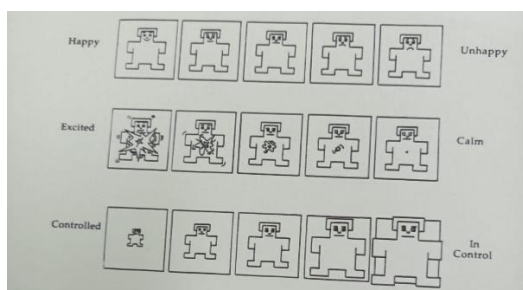 Happy
Unhappy
Excited
Calm
Controlled
In
Control